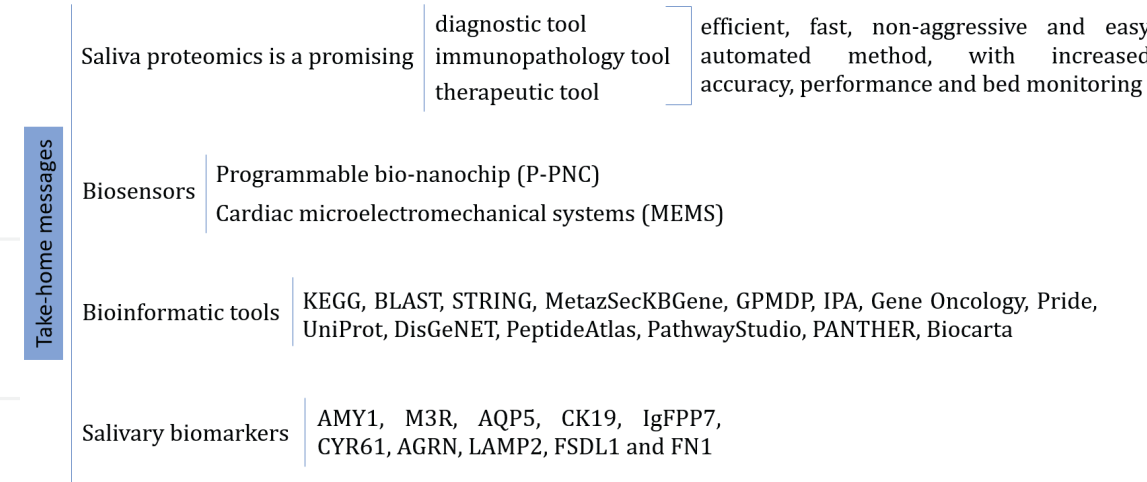 Take-home messages
Saliva proteomics is a promising
diagnostic tool
immunopathology tool
therapeutic tool
efficient, fast, non-aggressive and easy
automated method, with increased
accuracy, performance and bed monitoring
Biosensors
Programmable bio-nanochip (P-PNC)
Cardiac microelectromechanical systems (MEMS)
Bioinformatic tools
KEGG, BLAST, STRING, MetazSecKBGene, GPMDP, IPA, Gene Oncology, Pride,
UniProt, DisGeNET, PeptideAtlas, PathwayStudio, PANTHER, Biocarta
Salivary biomarkers
AMY1, M3R, AQP5, CK19, IgFPP7,
CYR61, AGRN, LAMP2, FSDL1 and FN1